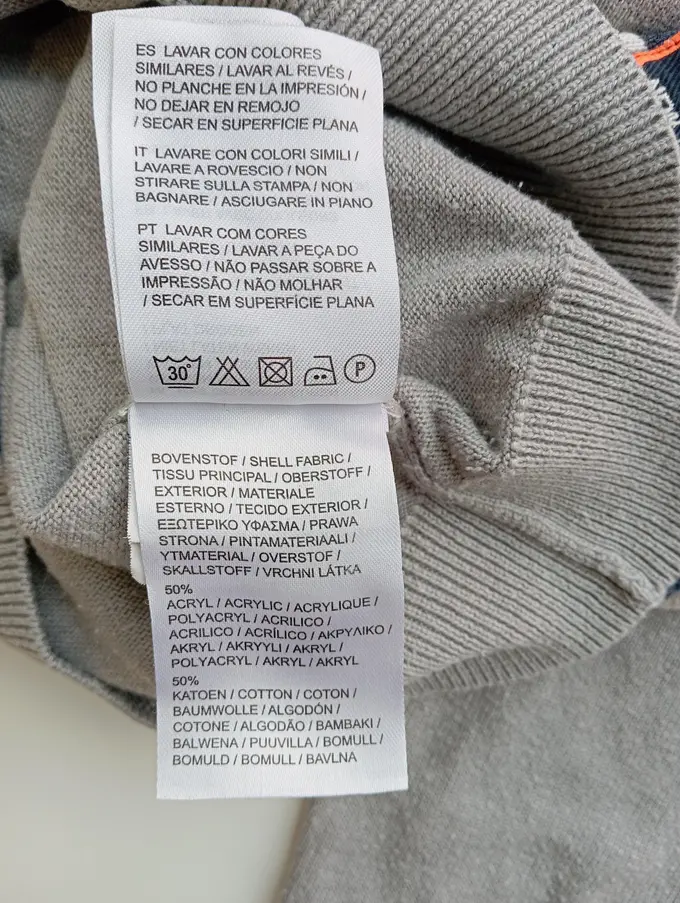 ES LAVAR CON COLORES
SIMILARES / LAVAR AL REVÉS /
NO PLANCHE EN LA IMPRESIÓN /
NO DEJAR EN REMOJO
/ SECAR EN SUPERFICIE PLANA
IT LAVARE CON COLORI SIMILI /
LAVARE A ROVESCIO / NON
STIRARE SULLA STAMPA / NON
BAGNARE / ASCIUGARE IN PIANO
PT LAVAR COM CORES
SIMILARES / LAVAR A PEÇA DO
AVESSO / NÃO PASSAR SOBRE A
IMPRESSÃO / NÃO MOLHAR
/ SECAR EM SUPERFÍCIE PLANA
30° P
BOVENSTOF / SHELL FABRIC /
TISSU PRINCIPAL / OBERSTOFF /
EXTERIOR / MATERIALE
ESTERNO / TECIDO EXTERIOR /
ΕΞΩΤΕΡΙΚΟ ΥΦΑΣΜΑ / PRAWA
STRONA / PINTAMATERIAALI /
YTMATERIAL / OVERSTOF /
SKALLSTOFF / VRCHNI LÁTKA
50%
ACRYL / ACRYLIC / ACRYLIQUE /
POLYACRYL / ACRILICO /
ACRILICO / ACRÍLICO / ΑΚΡΥΛΙΚΟ /
AKRYL / AKRYYLI / AKRYL /
POLYACRYL / AKRYL / AKRYL
50%
KATOEN / COTTON / COTON /
BAUMWOLLE / ALGODÓN /
COTONE / ALGODÃO / ΒΑΜΒΑΚΙ /
BALWENA / PUUVILLA / BOMULL /
BOMULD / BOMULL / BAVLNA